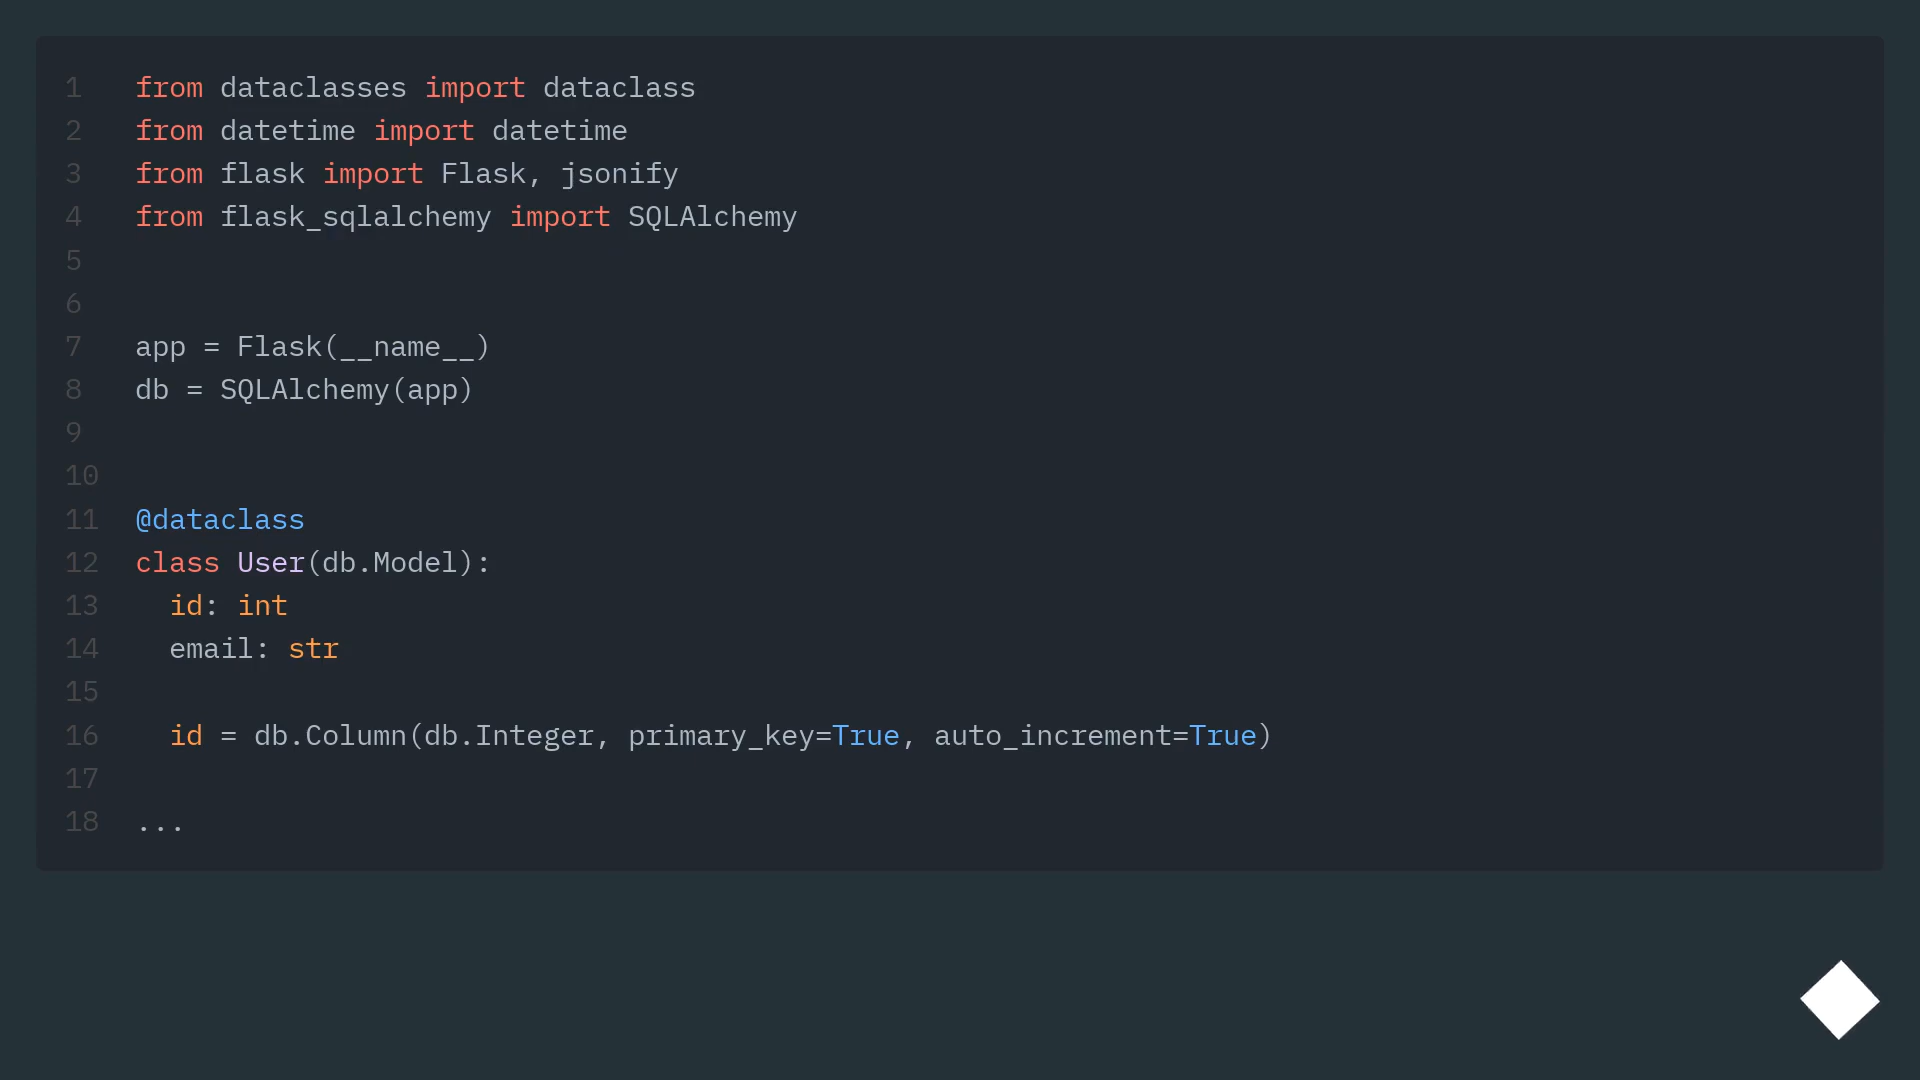 1 from dataclasses import dataclass
2 from datetime import datetime
3 from flask import Flask, jsonify
4 from flask_sqlalchemy import SQLAlchemy
5
6
7 app = Flask(__name__)
8 db = SQLAlchemy(app)
9
10
11 @dataclass
12 class User(db.Model):
13   id: int
14   email: str
15
16   id = db.Column(db.Integer, primary_key=True, auto_increment=True)
17
18 ...